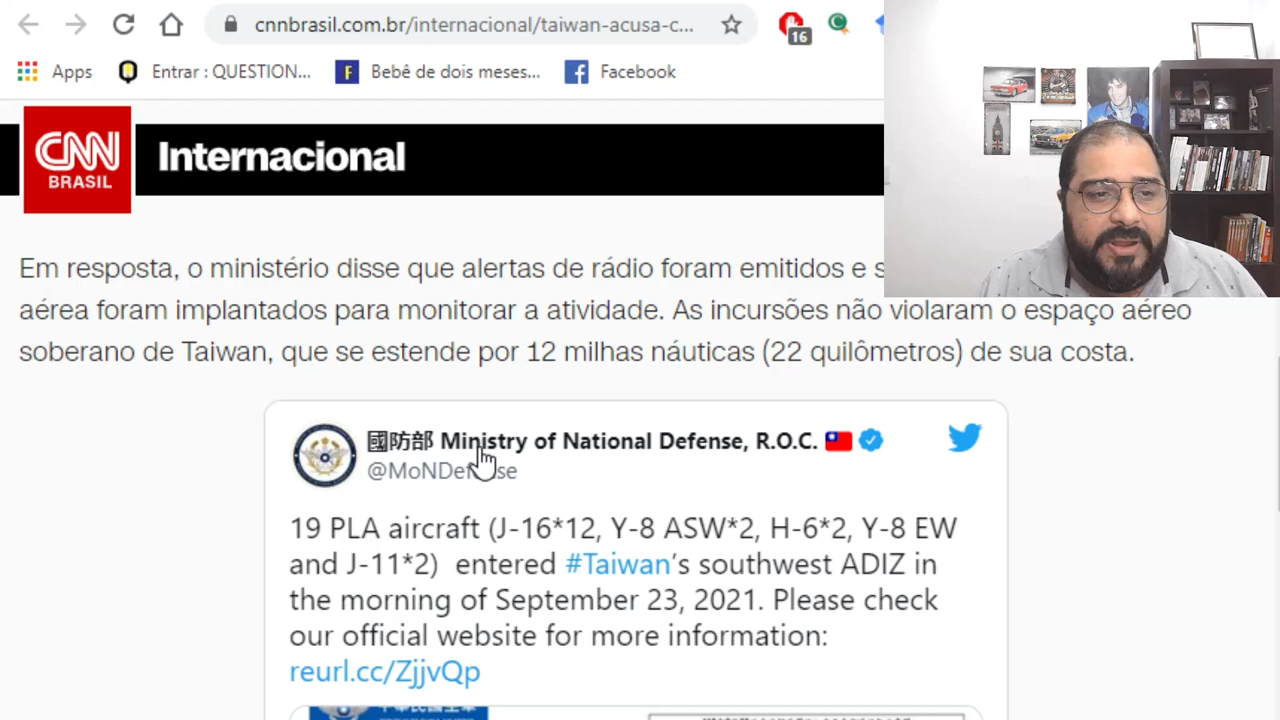 cnnbrasil.com.br/internacional/taiwan-acusa-c...
16
Apps Entrar : QUESTION... Bebê de dois meses... Facebook
CNN
BRASIL
Internacional
Em resposta, o ministério disse que alertas de rádio foram emitidos e
aérea foram implantados para monitorar a atividade. As incursões não violaram o espaço aéreo
soberano de Taiwan, que se estende por 12 milhas náuticas (22 quilômetros) de sua costa.
國防部 Ministry of National Defense, R.O.C.
@MoNDefense
19 PLA aircraft (J-16*12, Y-8 ASW*2, H-6*2, Y-8 EW
and J-11*2) entered #Taiwan's southwest ADIZ in
the morning of September 23, 2021. Please check
our official website for more information:
reurl.cc/ZjjvQp